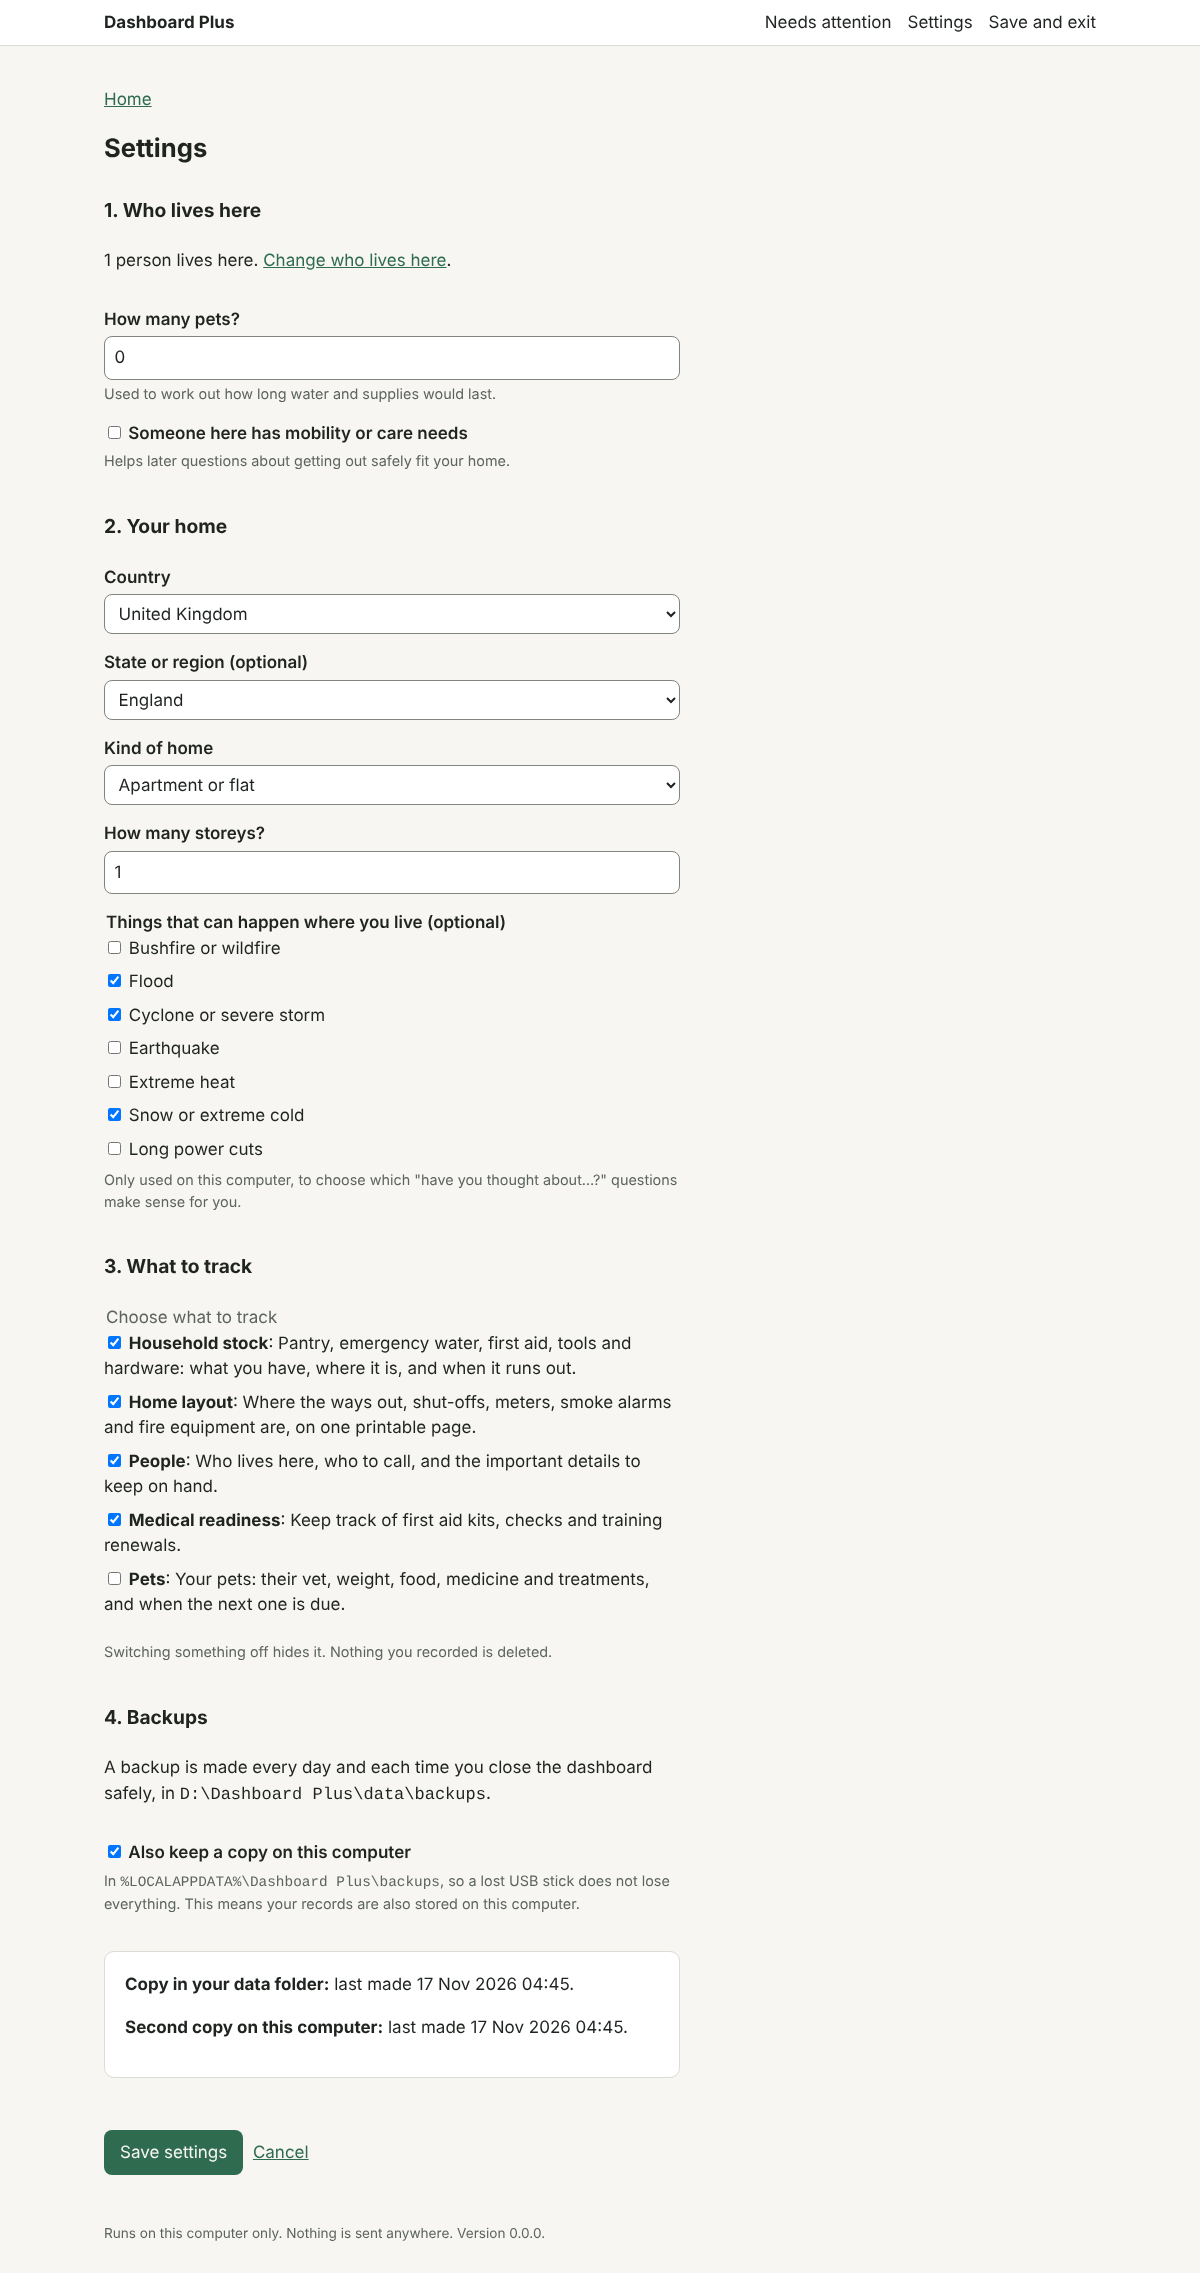 Dashboard Plus
Needs attention Settings Save and exit
Home
Settings
1. Who lives here
1 person lives here. Change who lives here.
How many pets?
0
Used to work out how long water and supplies would last.
Someone here has mobility or care needs
Helps later questions about getting out safely fit your home.
2. Your home
Country
United Kingdom
State or region (optional)
England
Kind of home
Apartment or flat
How many storeys?
1
Things that can happen where you live (optional)
Bushfire or wildfire
Flood
Cyclone or severe storm
Earthquake
Extreme heat
Snow or extreme cold
Long power cuts
Only used on this computer, to choose which "have you thought about...?" questions
make sense for you.
3. What to track
Choose what to track
Household stock: Pantry, emergency water, first aid, tools and
hardware: what you have, where it is, and when it runs out.
Home layout: Where the ways out, shut-offs, meters, smoke alarms
and fire equipment are, on one printable page.
People: Who lives here, who to call, and the important details to
keep on hand.
Medical readiness: Keep track of first aid kits, checks and training
renewals.
Pets: Your pets: their vet, weight, food, medicine and treatments,
and when the next one is due.
Switching something off hides it. Nothing you recorded is deleted.
4. Backups
A backup is made every day and each time you close the dashboard
safely, in D:\Dashboard Plus\data\backups.
Also keep a copy on this computer
In %LOCALAPPDATA%\Dashboard Plus\backups, so a lost USB stick does not lose
everything. This means your records are also stored on this computer.
Copy in your data folder: last made 17 Nov 2026 04:45.
Second copy on this computer: last made 17 Nov 2026 04:45.
Save settings Cancel
Runs on this computer only. Nothing is sent anywhere. Version 0.0.0.